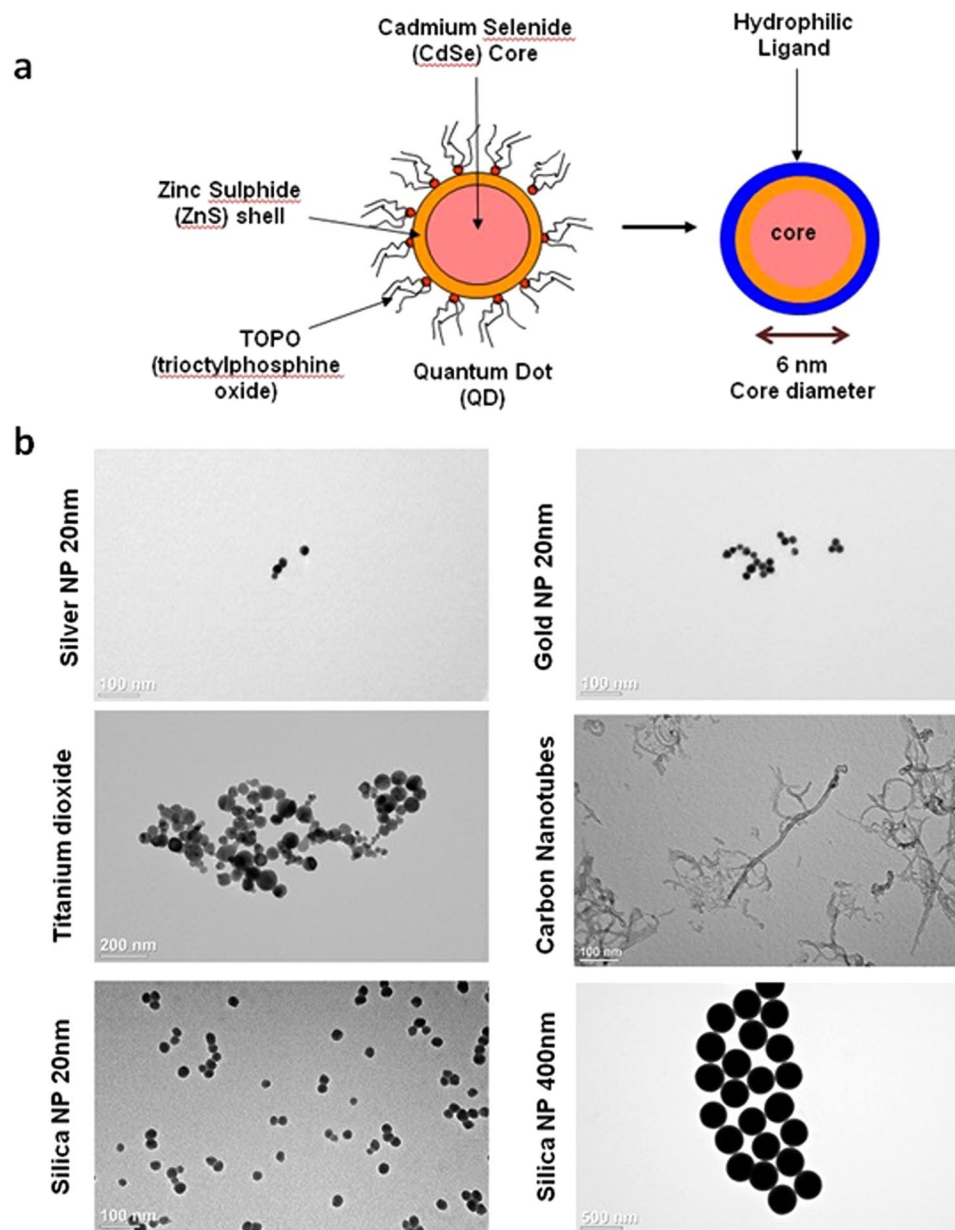 a
Cadmium Selenide
(CdSe) Core
Hydrophilic
Ligand
Zinc Sulphide
(ZnS) shell
core
TOPO
(trioctylphosphine
oxide)
Quantum Dot
(QD)
6 nm
Core diameter
b
Silver NP 20nm
100 nm
Gold NP 20nm
100 nm
Titanium dioxide
200 nm
Carbon Nanotubes
100 nm
Silica NP 20nm
100 nm
Silica NP 400nm
500 nm